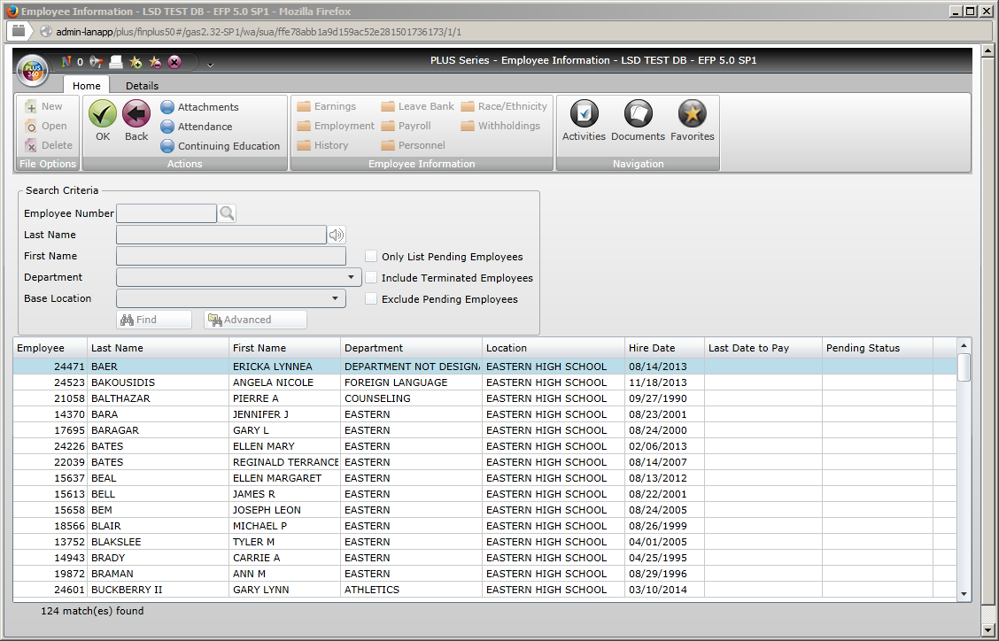 Employee Information - LSD TEST DB - EFP 5.0 SP1 - Mozilla Firefox
admin-lanapp/plus/finplus50#/gas2.32-SP1/wa/sua/ffe78abb1a9d159ac52e281501736173/1/1
PLUS 360
N 0
PLUS Series - Employee Information - LSD TEST DB - EFP 5.0 SP1
Home Details
New Attachments Earnings Leave Bank Race/Ethnicity
Open Attendance Employment Payroll Withholdings
OK Back Activities Documents Favorites
Delete Continuing Education History Personnel
File Options Actions Employee Information Navigation
Search Criteria
Employee Number
Last Name
First Name Only List Pending Employees
Department Include Terminated Employees
Base Location Exclude Pending Employees
Find Advanced
Employee Last Name First Name Department Location Hire Date Last Date to Pay Pending Status
24471 BAER ERICKA LYNNEA DEPARTMENT NOT DESIGNA EASTERN HIGH SCHOOL 08/14/2013
24523 BAKOUSIDIS ANGELA NICOLE FOREIGN LANGUAGE EASTERN HIGH SCHOOL 11/18/2013
21058 BALTHAZAR PIERRE A COUNSELING EASTERN HIGH SCHOOL 09/27/1990
14370 BARA JENNIFER J EASTERN EASTERN HIGH SCHOOL 08/23/2001
17695 BARAGAR GARY L EASTERN EASTERN HIGH SCHOOL 08/24/2000
24226 BATES ELLEN MARY EASTERN EASTERN HIGH SCHOOL 02/06/2013
22039 BATES REGINALD TERRANCE EASTERN EASTERN HIGH SCHOOL 08/14/2007
15637 BEAL ELLEN MARGARET EASTERN EASTERN HIGH SCHOOL 08/13/2012
15613 BELL JAMES R EASTERN EASTERN HIGH SCHOOL 08/22/2001
15658 BEM JOSEPH LEON EASTERN EASTERN HIGH SCHOOL 08/24/2005
18566 BLAIR MICHAEL P EASTERN EASTERN HIGH SCHOOL 08/26/1999
13752 BLAKSLEE TYLER M EASTERN EASTERN HIGH SCHOOL 04/01/2005
14943 BRADY CARRIE A EASTERN EASTERN HIGH SCHOOL 04/25/1995
19872 BRAMAN ANN M EASTERN EASTERN HIGH SCHOOL 08/29/1996
24601 BUCKBERRY II GARY LYNN ATHLETICS EASTERN HIGH SCHOOL 03/10/2014
124 match(es) found